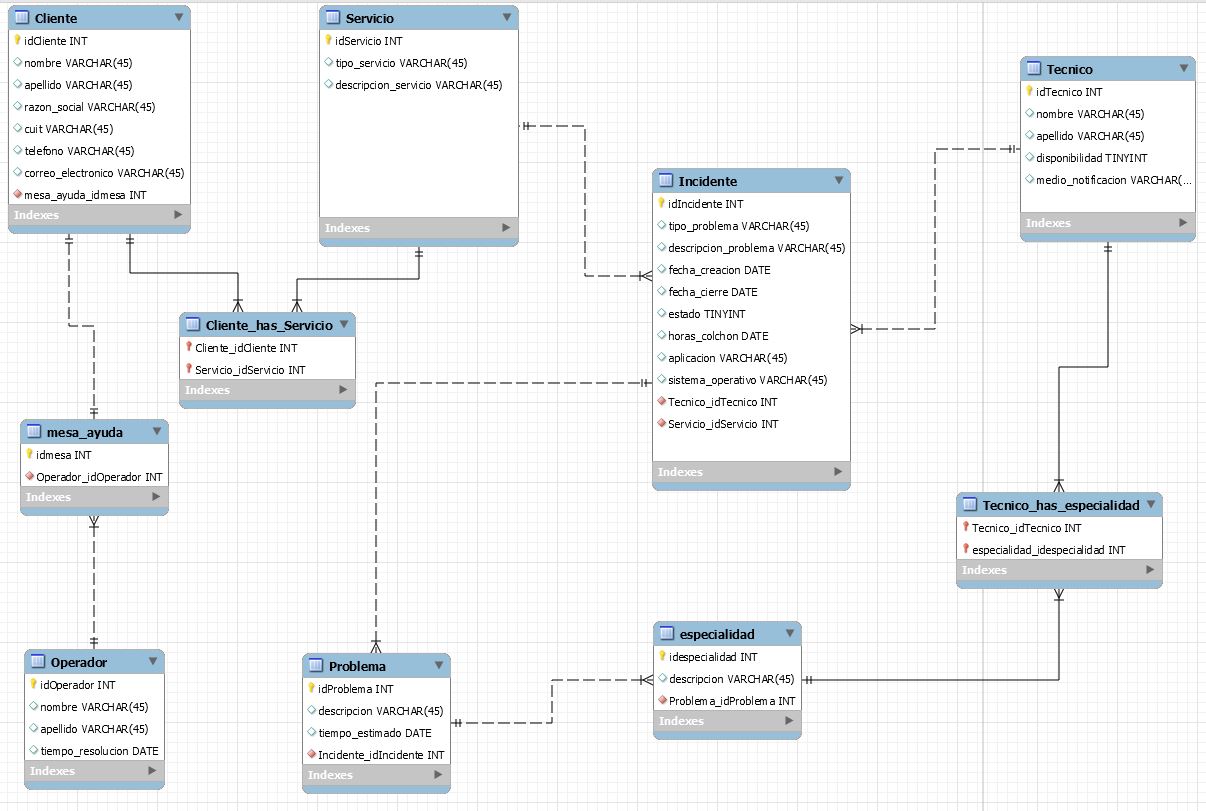 Cliente
idCliente INT
nombre VARCHAR(45)
apellido VARCHAR(45)
razon_social VARCHAR(45)
cuit VARCHAR(45)
telefono VARCHAR(45)
correo_electronico VARCHAR(45)
mesa_ayuda_idmesa INT
Indexes
Servicio
idServicio INT
tipo_servicio VARCHAR(45)
descripcion_servicio VARCHAR(45)
Indexes
Tecnico
idTecnico INT
nombre VARCHAR(45)
apellido VARCHAR(45)
disponibilidad TINYINT
medio_notificacion VARCHAR(...
Indexes
Incidente
idIncidente INT
tipo_problema VARCHAR(45)
descripcion_problema VARCHAR(45)
fecha_creacion DATE
fecha_cierre DATE
estado TINYINT
horas_colchon DATE
aplicacion VARCHAR(45)
sistema_operativo VARCHAR(45)
Tecnico_idTecnico INT
Servicio_idServicio INT
Indexes
Cliente_has_Servicio
Cliente_idCliente INT
Servicio_idServicio INT
Indexes
mesa_ayuda
idmesa INT
Operador_idOperador INT
Indexes
Tecnico_has_especialidad
Tecnico_idTecnico INT
especialidad_idespecialidad INT
Indexes
Operador
idOperador INT
nombre VARCHAR(45)
apellido VARCHAR(45)
tiempo_resolucion DATE
Indexes
Problema
idProblema INT
descripcion VARCHAR(45)
tiempo_estimado DATE
Incidente_idIncidente INT
Indexes
especialidad
idespecialidad INT
descripcion VARCHAR(45)
Problema_idProblema INT
Indexes